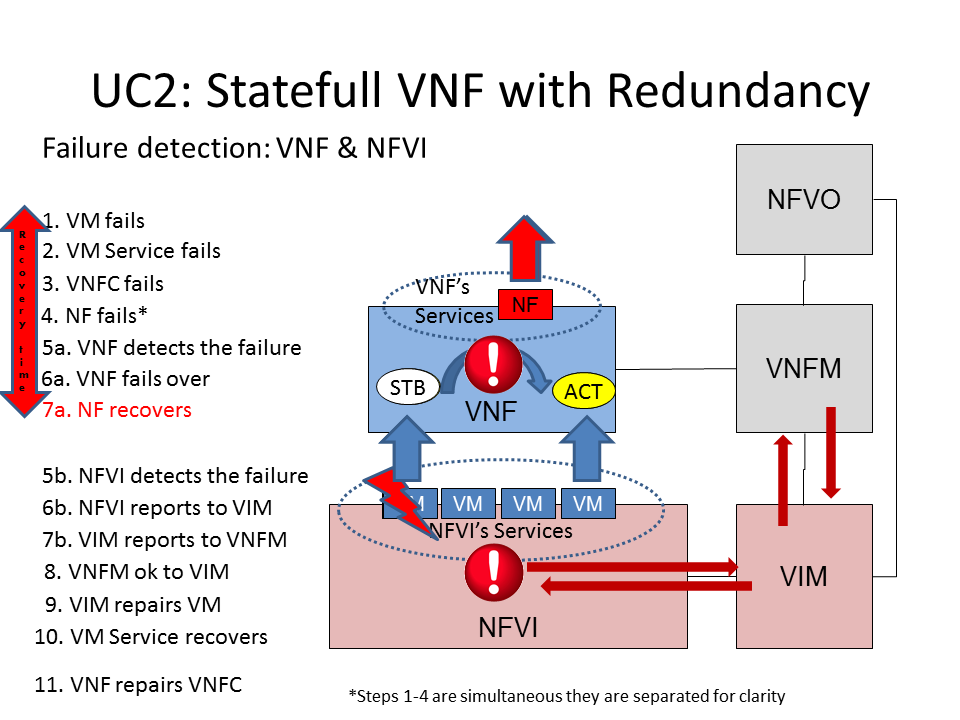 UC2: Statefull VNF with Redundancy
Failure detection: VNF & NFVI
Recovery time
1. VM fails
2. VM Service fails
3. VNFC fails
4. NF fails*
5a. VNF detects the failure
6a. VNF fails over
7a. NF recovers
5b. NFVI detects the failure
6b. NFVI reports to VIM
7b. VIM reports to VNFM
8. VNFM ok to VIM
9. VIM repairs VM
10. VM Service recovers
11. VNF repairs VNFC
VNF's
Services
NF
STB
ACT
VNF
VM VM VM
NFVI's Services
NFVI
NFVO
VNFM
VIM
*Steps 1-4 are simultaneous they are separated for clarity